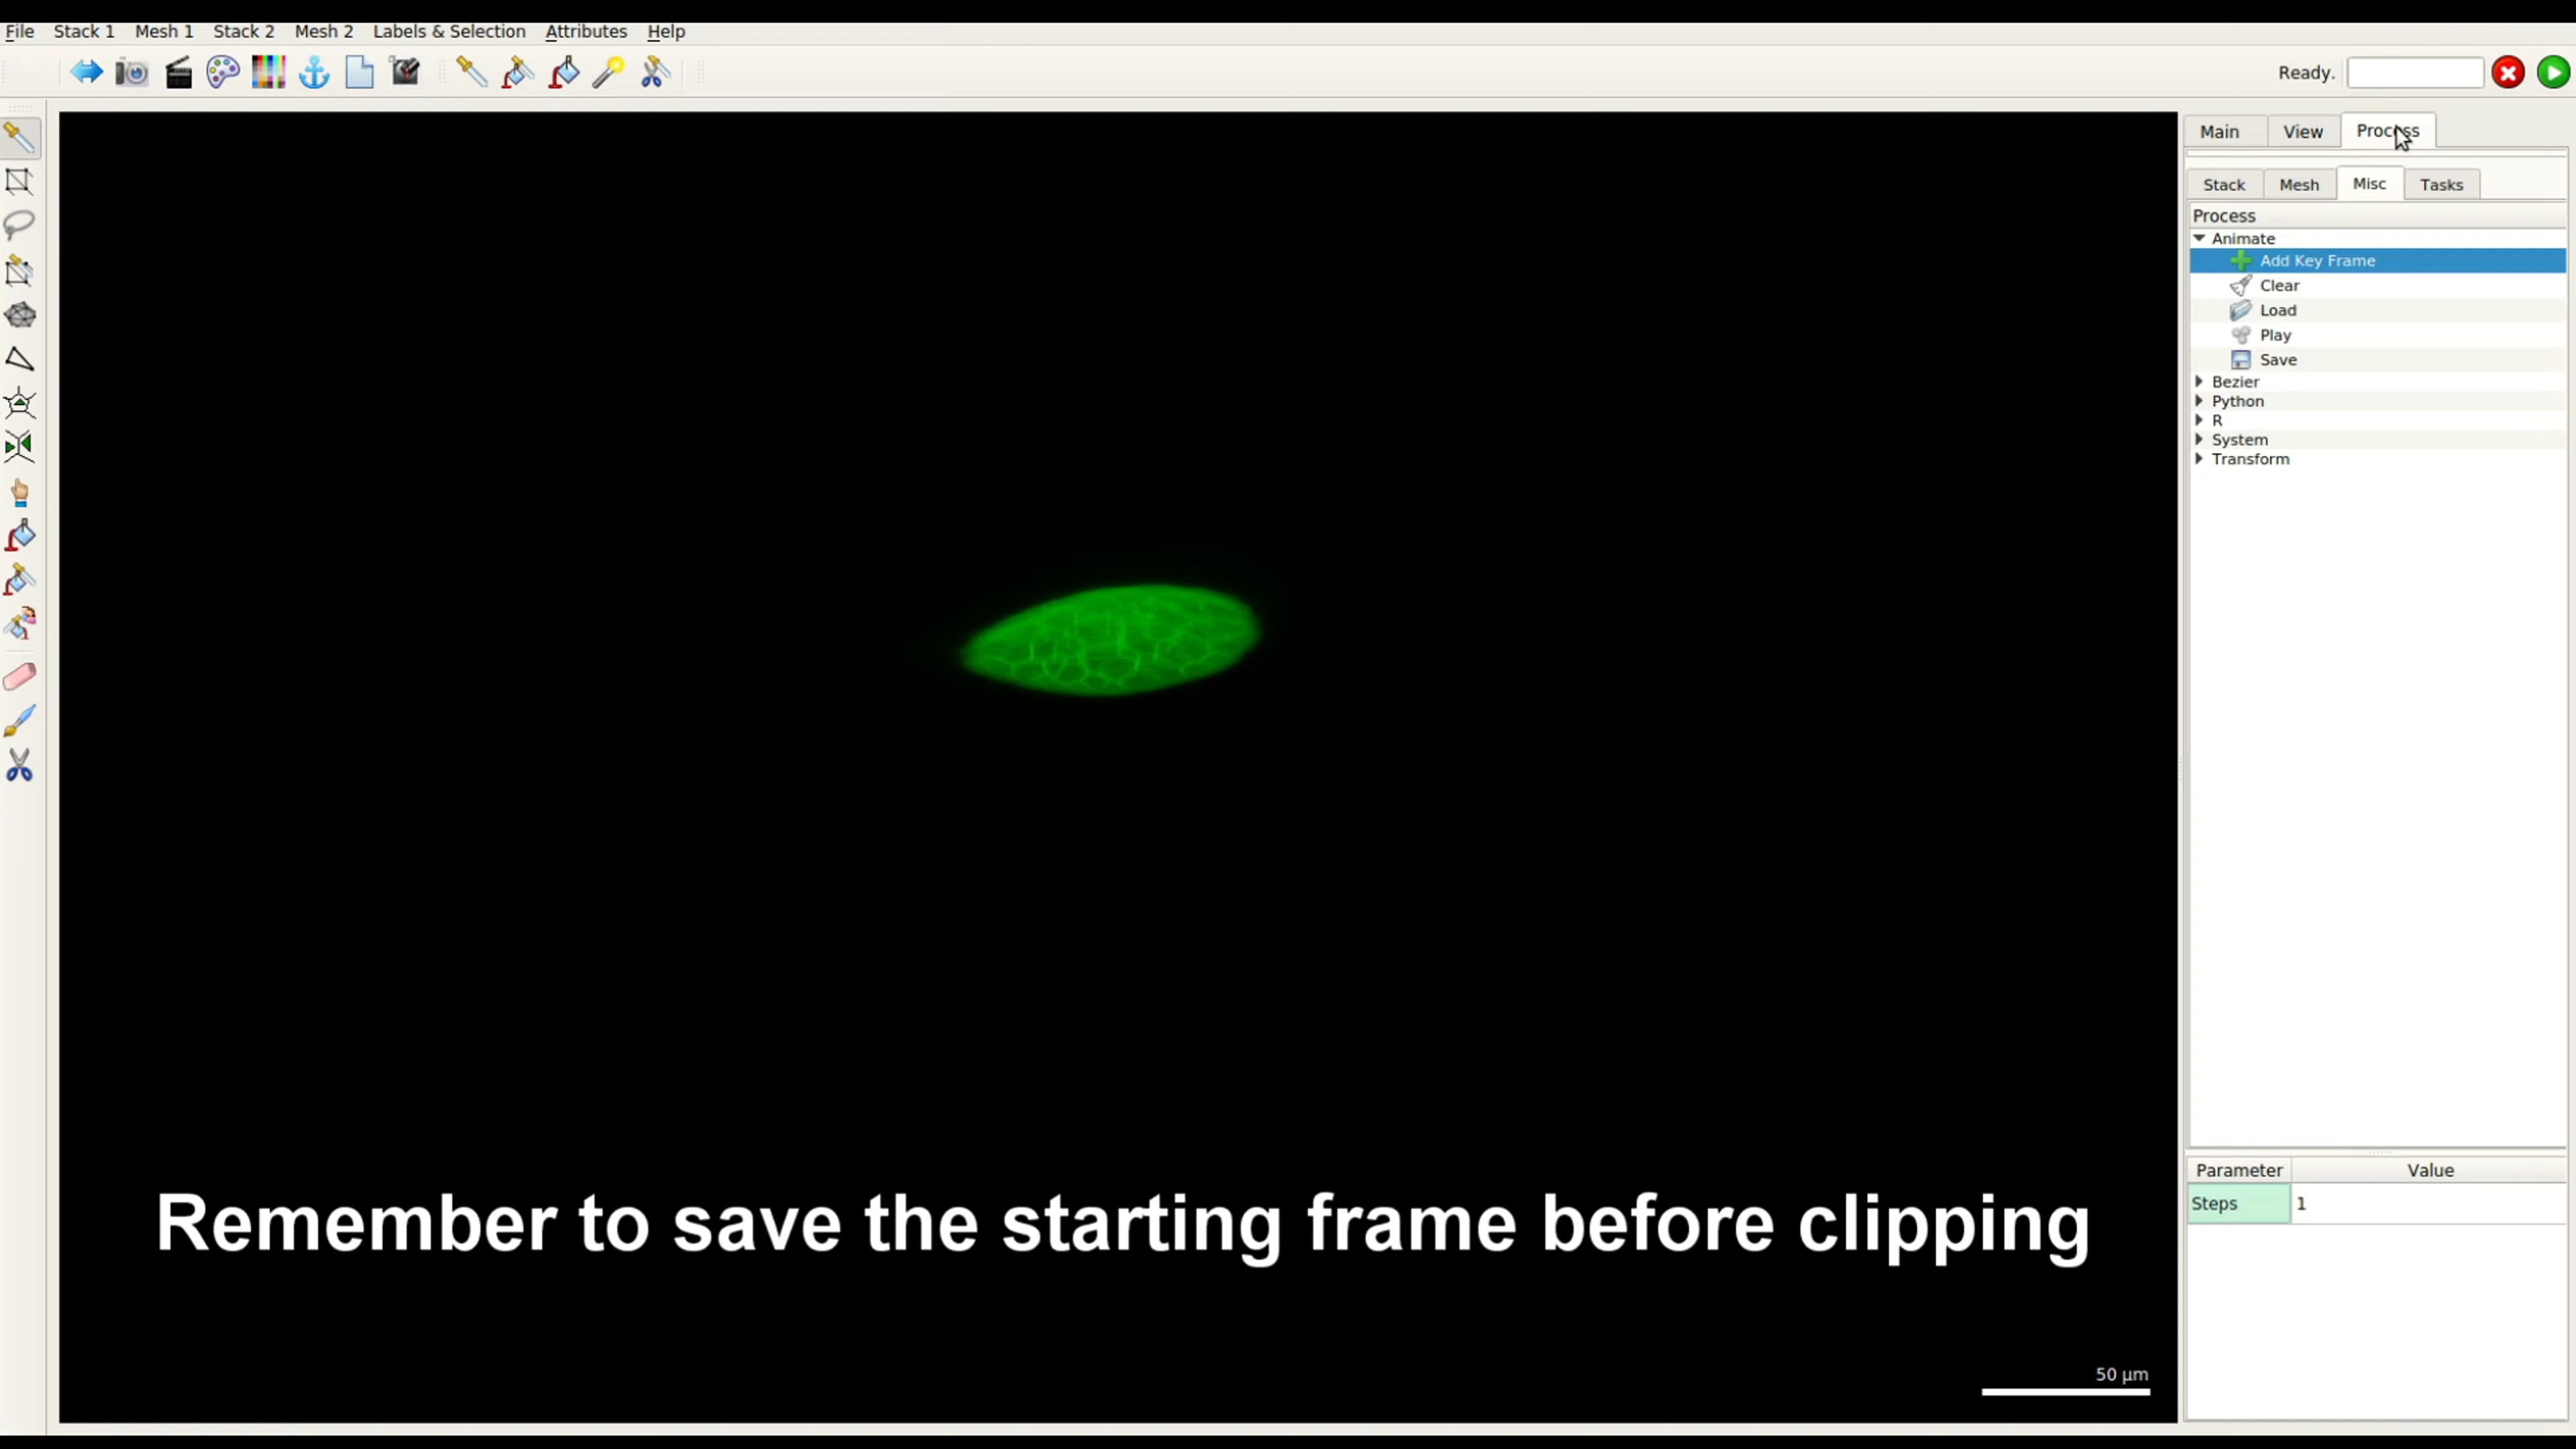 File Stack 1 Mesh 1 Stack 2 Mesh 2 Labels & Selection Attributes Help
Ready.
Main View Process
Stack Mesh Misc Tasks
Process
Animate
Add Key Frame
Clear
Load
Play
Save
Bezier
Python
R
System
Transform
Remember to save the starting frame before clipping
50 µm
Parameter Value
Steps 1